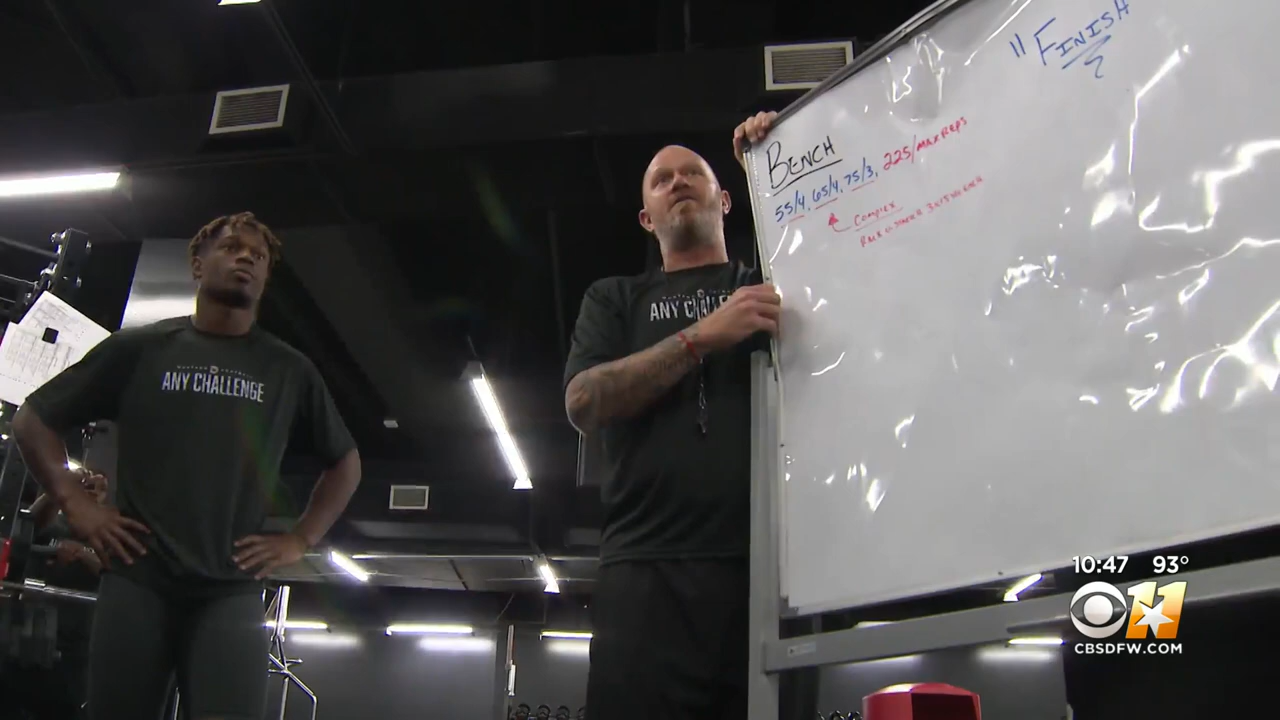 "FINISH
BENCH
55/4, 65/4, 75/3, 225/MAX REPS
COMPLEX
ANY CHALLENGE
ANY CHALLE
10:47 93°
11
CBSDFW.COM